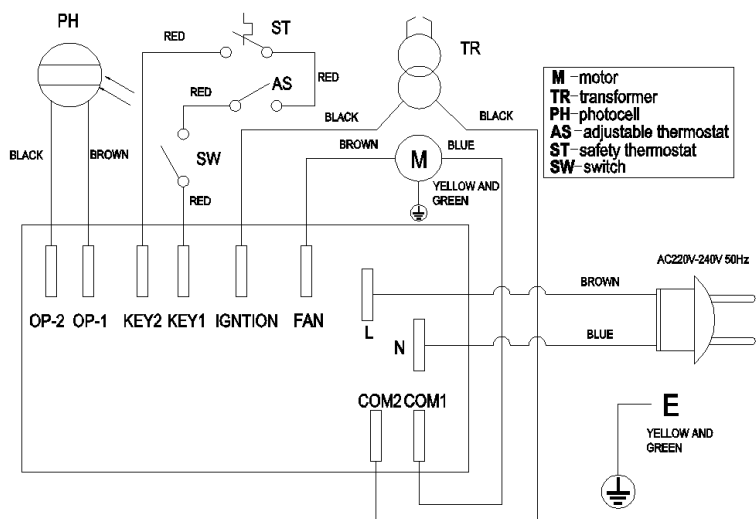 PH
RED
ST
TR
RED
AS
RED
BLACK
BLACK
M-motor
TR-transformer
PH-photocell
AS-adjustable thermostat
ST-safety thermostat
SW-switch
BLACK
BROWN
SW
BROWN
M
BLUE
RED
YELLOW AND
GREEN
OP-2
OP-1
KEY2
KEY1
IGNTION
FAN
L
N
COM2
COM1
BROWN
BLUE
AC220V-240V 50Hz
E
YELLOW AND
GREEN